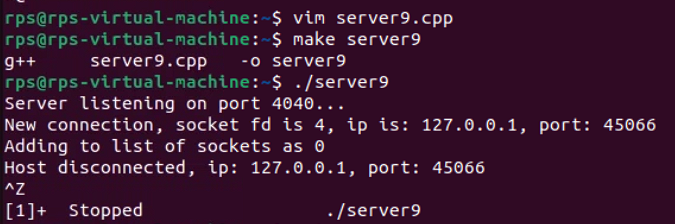 rps@rps-virtual-machine:~$ vim server9.cpp
rps@rps-virtual-machine:~$ make server9
g++     server9.cpp   -o server9
rps@rps-virtual-machine:~$ ./server9
Server listening on port 4040...
New connection, socket fd is 4, ip is: 127.0.0.1, port: 45066
Adding to list of sockets as 0
Host disconnected, ip: 127.0.0.1, port: 45066
^Z
[1]+  Stopped                 ./server9